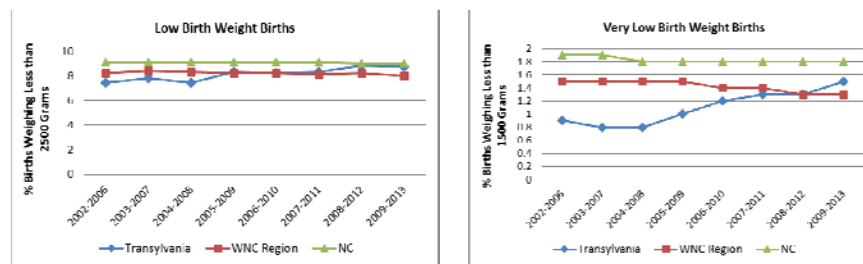 Low Birth Weight Births
% Births Weighing Less than
2500 Grams
10
8
6
4
2
0
2002-2006
2003-2007
2004-2008
2005-2009
2006-2010
2007-2011
2008-2012
2009-2013
Transylvania
WNC Region
NC
Very Low Birth Weight Births
% Births Weighing Less than
1500 Grams
2
1.8
1.6
1.4
1.2
1
0.8
0.6
0.4
0.2
0
2002-2006
2003-2007
2004-2008
2005-2009
2006-2010
2007-2011
2008-2012
2009-2013
Transylvania
WNC Region
NC